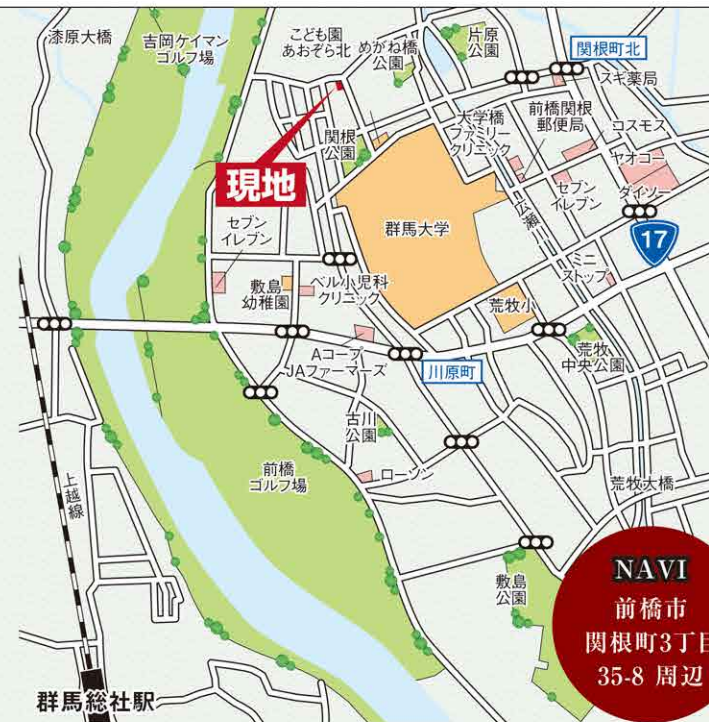 漆原大橋
吉岡ケイマン
ゴルフ場
こども園
あおぞら北
めがね橋
公園
片原
公園
関根町北
スギ薬局
現地
関根
公園
大学橋
ファミリー
クリニック
前橋関根
郵便局
コスモス
ヤオコー
セブン
イレブン
ダイソー
広瀬川
17
群馬大学
セブン
イレブン
敷島
幼稚園
ベル小児科
クリニック
ミニ
ストップ
荒牧小
荒牧
中央公園
Aコープ
JAファーマーズ
川原町
古川
公園
ローソン
前橋
ゴルフ場
上越線
荒牧大橋
敷島
公園
群馬総社駅
NAVI
前橋市
関根町3丁目
35-8 周辺